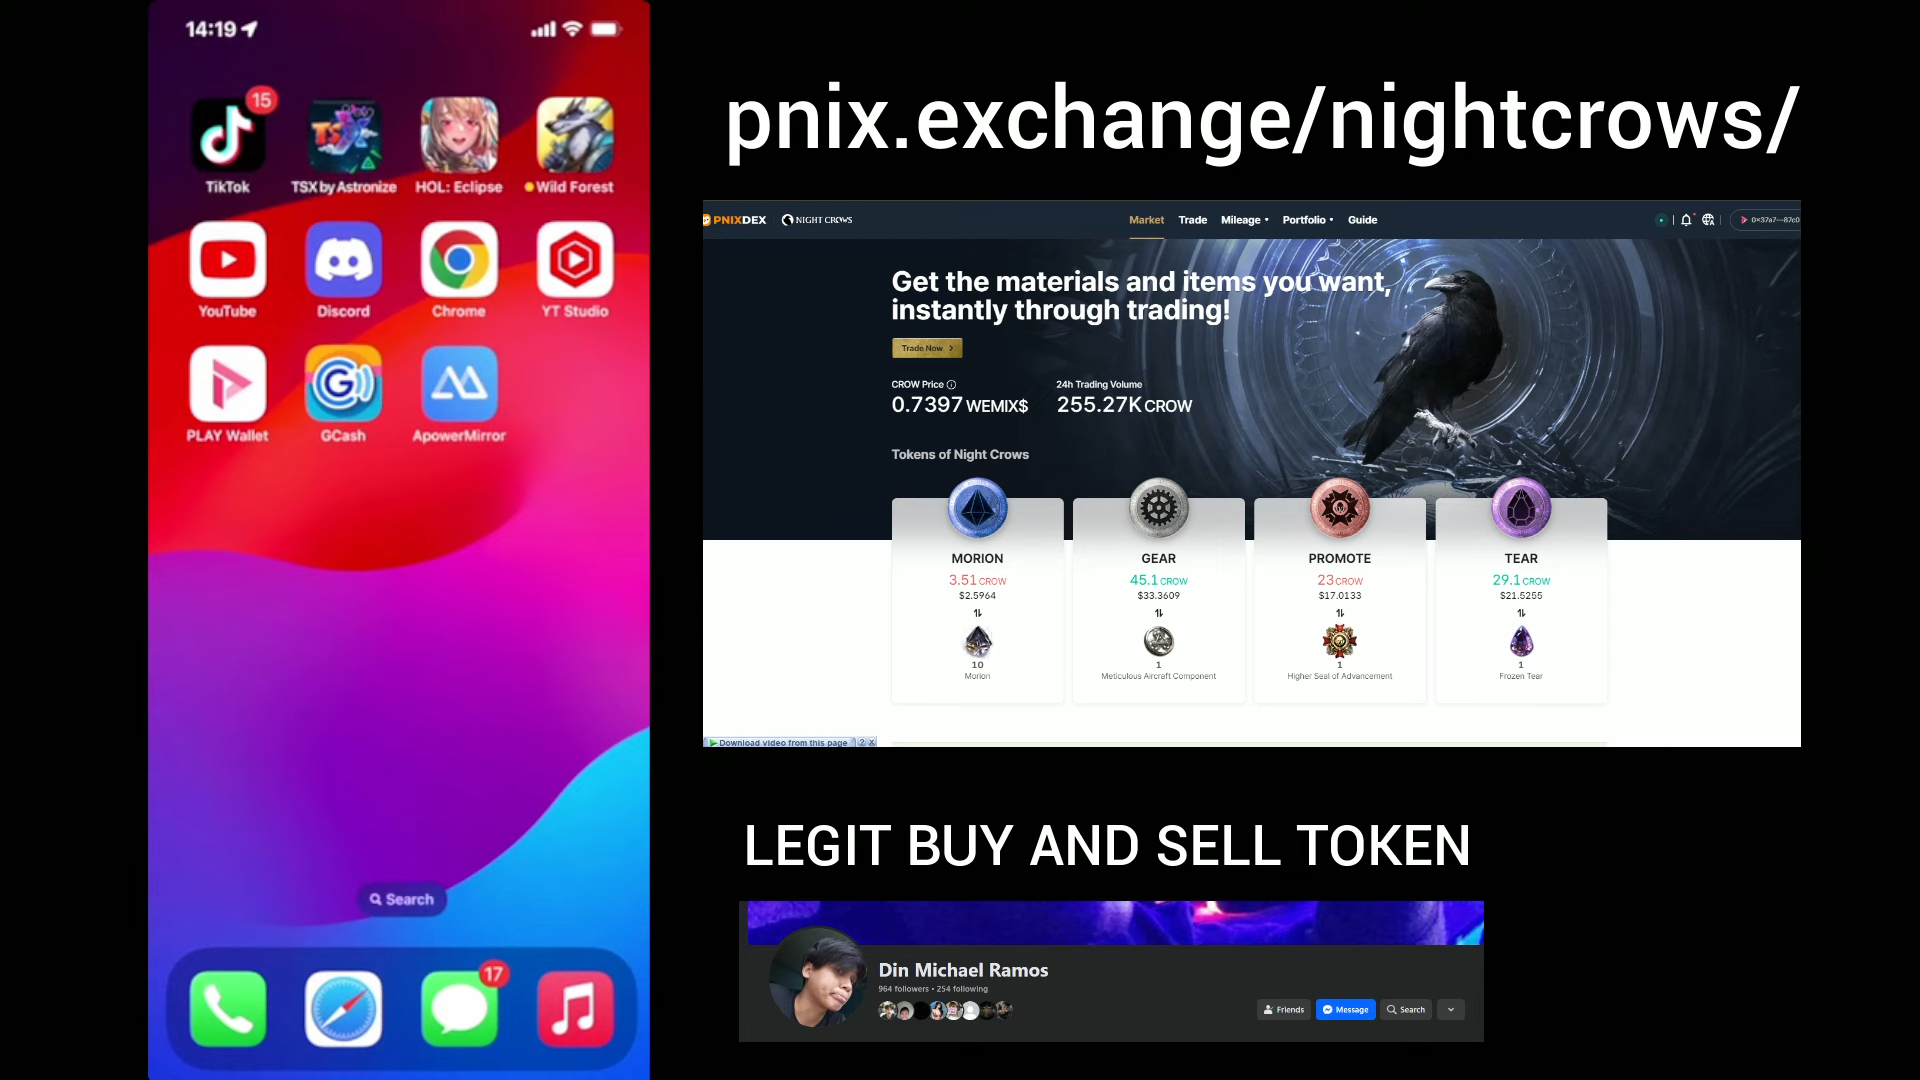 14:19
15
TikTok
TSX by Astronize
HOL: Eclipse
Wild Forest
YouTube
Discord
Chrome
YT Studio
PLAY Wallet
GCash
ApowerMirror
Search
17
pnix.exchange/nightcrows/
PNIXDEX
NIGHT CROWS
Market
Trade
Mileage
Portfolio
Guide
Get the materials and items you want,
instantly through trading!
Trade Now >
CROW Price
24h Trading Volume
0.7397 WEMIX$
255.27K CROW
Tokens of Night Crows
MORION
3.51 CROW
$2.5964
10
Morion
GEAR
45.1 CROW
$33.3609
1
Meticulous Aircraft Component
PROMOTE
23 CROW
$17.0133
1
Higher Seal of Advancement
TEAR
29.1 CROW
$21.5255
1
Frozen Tear
Download video from this page ? X
LEGIT BUY AND SELL TOKEN
Din Michael Ramos
964 followers • 254 following
Friends
Message
Search